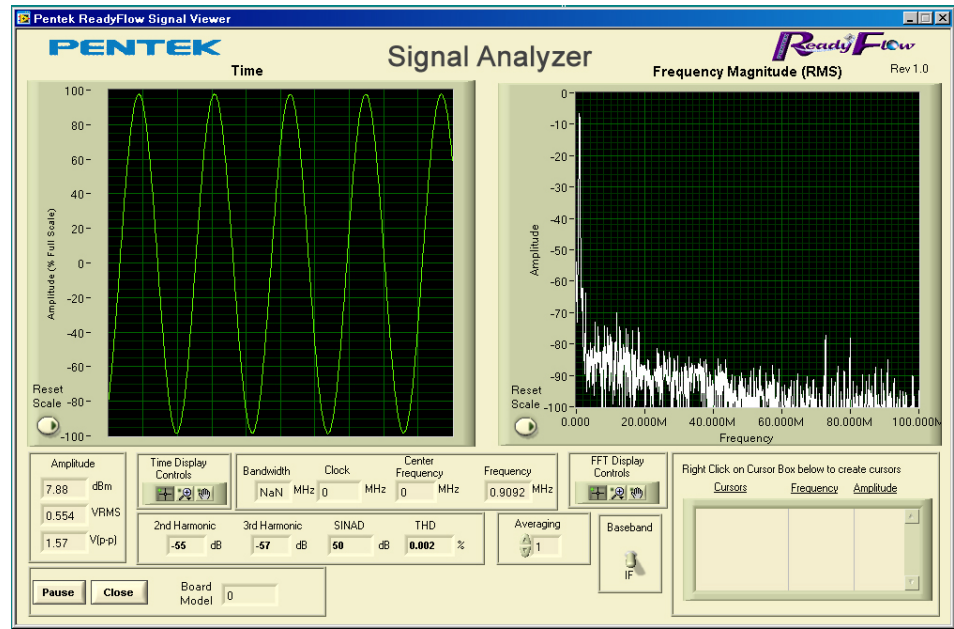 Pentek ReadyFlow Signal Viewer
PENTEK
Signal Analyzer
ReadyFlow
Rev 1.0
Time
Frequency Magnitude (RMS)
100
80
60
40
20
0
-20
-40
-60
-80
-100
Amplitude (% Full Scale)
Reset
Scale
0
-10
-20
-30
-40
-50
-60
-70
-80
-90
-100
Amplitude
Reset
Scale
0.000 20.000M 40.000M 60.000M 80.000M 100.000M
Frequency
Amplitude
7.88 dBm
0.554 VRMS
1.57 V(p-p)
Time Display
Controls
Bandwidth
NaN MHz
Clock
0 MHz
Center
Frequency
0 MHz
Frequency
0.9092 MHz
FFT Display
Controls
2nd Harmonic
-55 dB
3rd Harmonic
-57 dB
SINAD
50 dB
THD
0.002 %
Averaging
1
Baseband
IF
Right Click on Cursor Box below to create cursors
Cursors Frequency Amplitude
Pause
Close
Board
Model
0